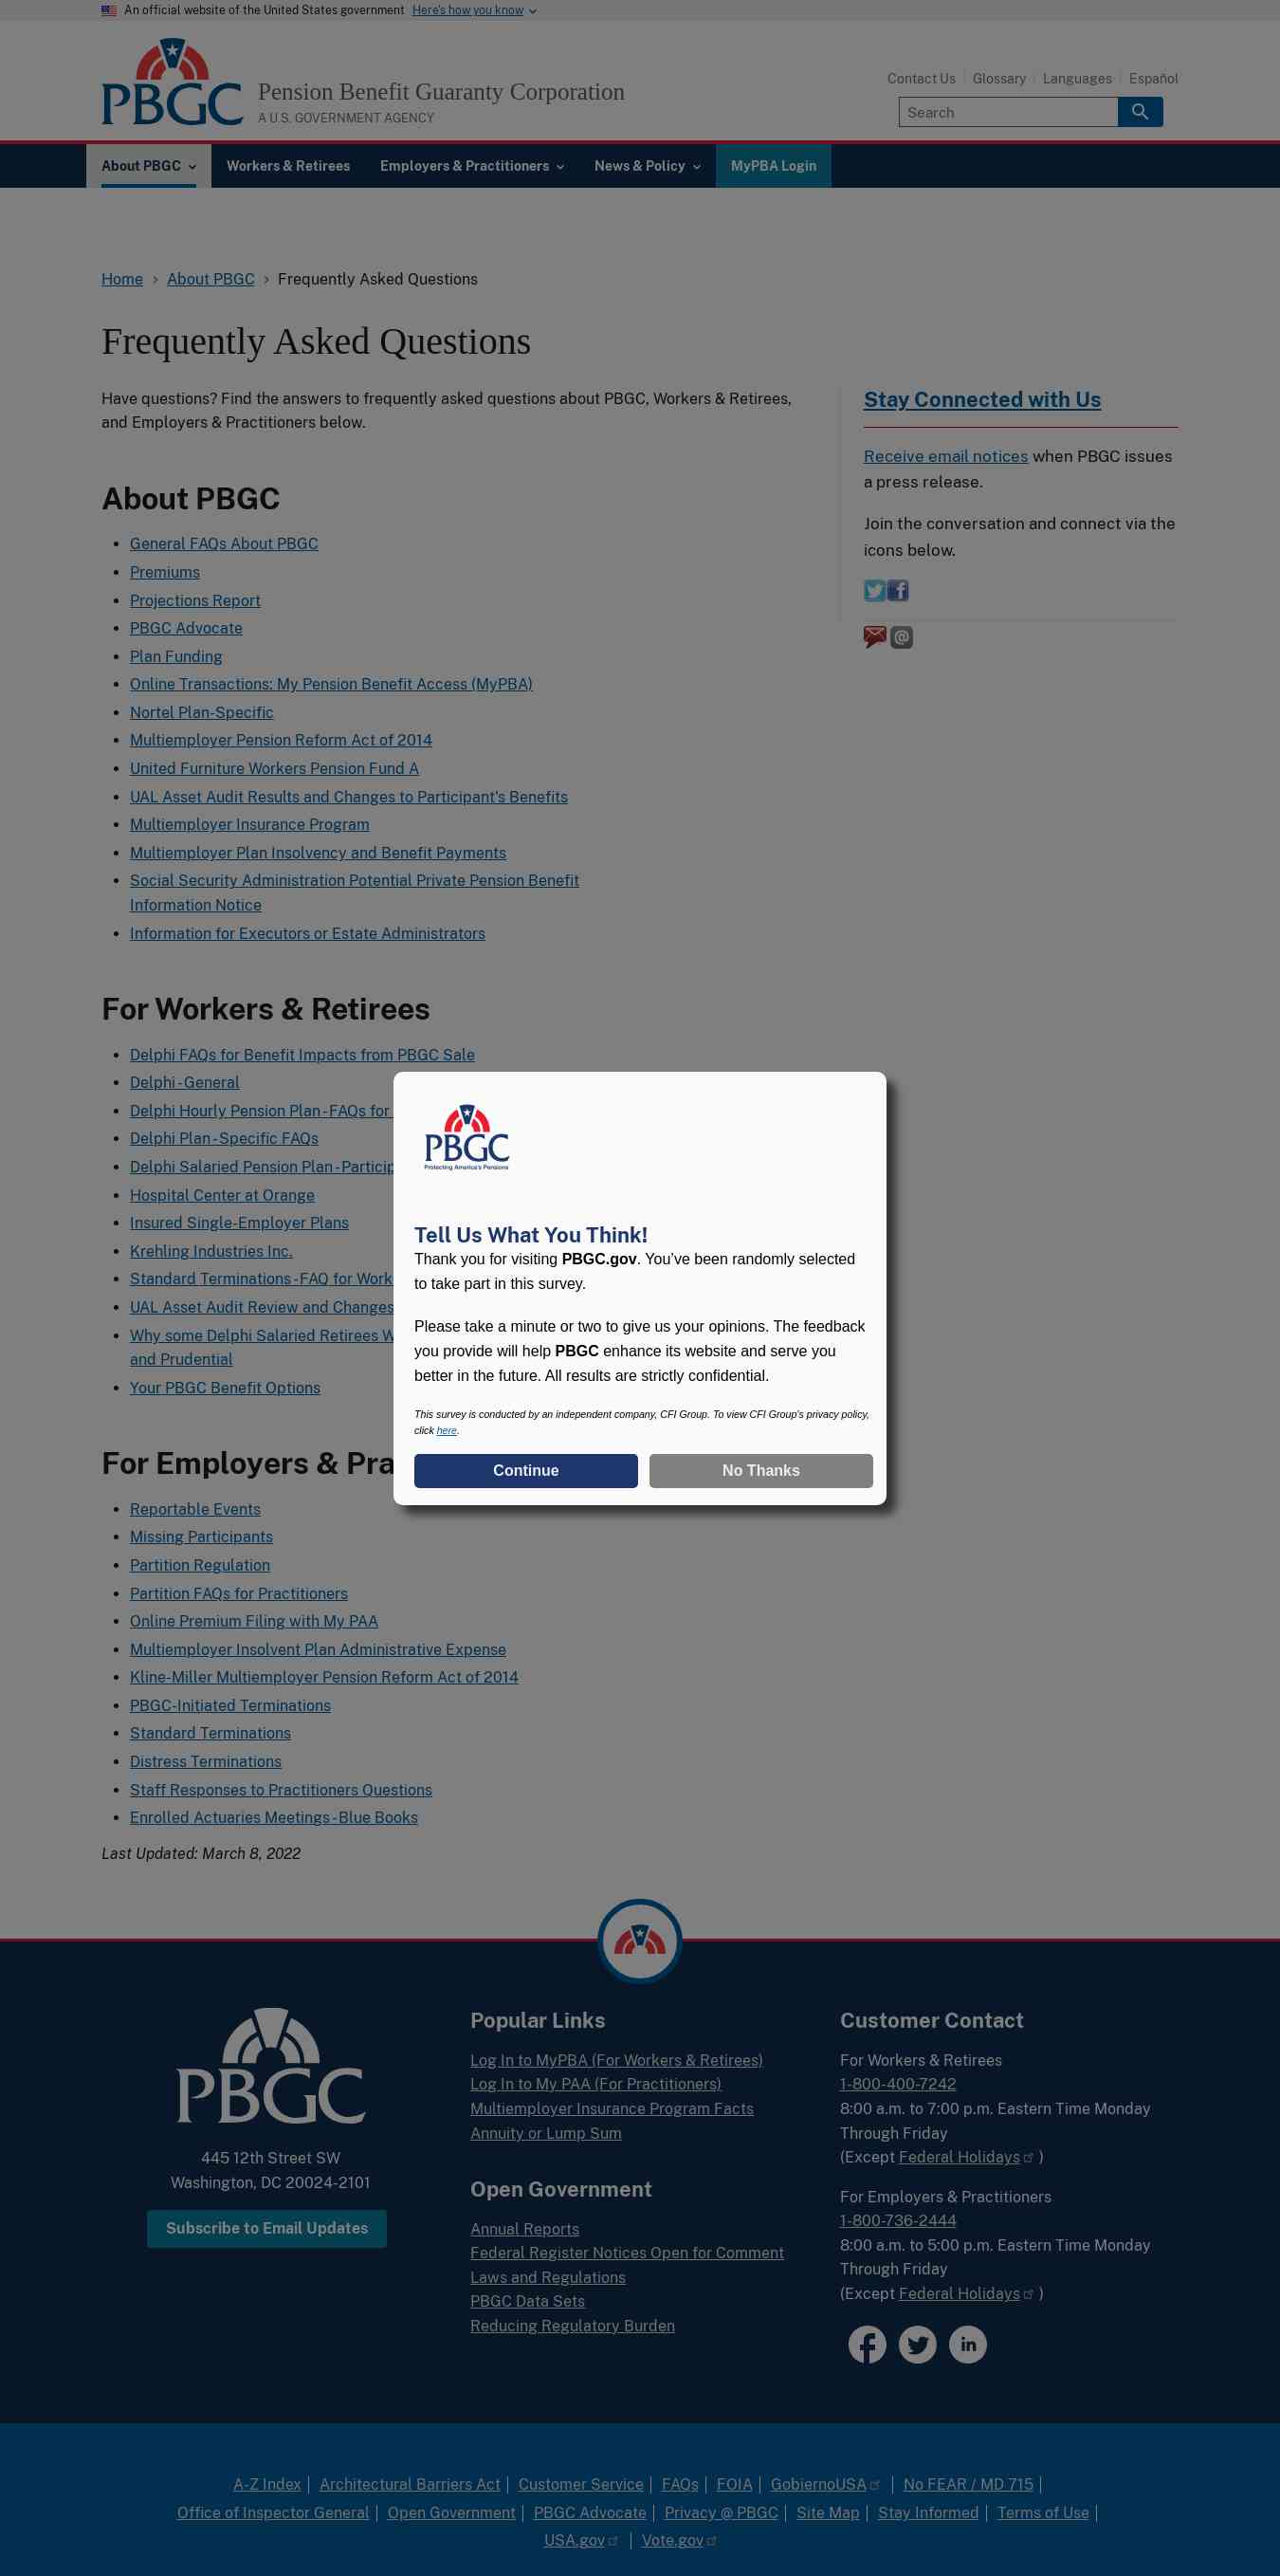 An official website of the United States government Here's how you know
PBGC
Pension Benefit Guaranty Corporation
A U.S. GOVERNMENT AGENCY
Contact Us Glossary Languages Español
Search
About PBGC Workers & Retirees Employers & Practitioners News & Policy MyPBA Login
Home About PBGC Frequently Asked Questions
Frequently Asked Questions
Have questions? Find the answers to frequently asked questions about PBGC, Workers & Retirees,
and Employers & Practitioners below.
About PBGC
General FAQs About PBGC
Premiums
Projections Report
PBGC Advocate
Plan Funding
Online Transactions: My Pension Benefit Access (MyPBA)
Nortel Plan-Specific
Multiemployer Pension Reform Act of 2014
United Furniture Workers Pension Fund A
UAL Asset Audit Results and Changes to Participant's Benefits
Multiemployer Insurance Program
Multiemployer Plan Insolvency and Benefit Payments
Social Security Administration Potential Private Pension Benefit
Information Notice
Information for Executors or Estate Administrators
Stay Connected with Us
Receive email notices when PBGC issues
a press release.
Join the conversation and connect via the
icons below.
For Workers & Retirees
Delphi FAQs for Benefit Impacts from PBGC Sale
Delphi - General
Delphi Hourly Pension Plan - FAQs for
Delphi Plan - Specific FAQs
Delphi Salaried Pension Plan - Particip
Hospital Center at Orange
Insured Single-Employer Plans
Krehling Industries Inc.
Standard Terminations - FAQ for Work
UAL Asset Audit Review and Changes
Why some Delphi Salaried Retirees W
and Prudential
Your PBGC Benefit Options
PBGC
Protecting America's Pensions
Tell Us What You Think!
Thank you for visiting PBGC.gov. You’ve been randomly selected
to take part in this survey.
Please take a minute or two to give us your opinions. The feedback
you provide will help PBGC enhance its website and serve you
better in the future. All results are strictly confidential.
This survey is conducted by an independent company, CFI Group. To view CFI Group's privacy policy,
click here.
Continue No Thanks
For Employers & Pra
Reportable Events
Missing Participants
Partition Regulation
Partition FAQs for Practitioners
Online Premium Filing with My PAA
Multiemployer Insolvent Plan Administrative Expense
Kline-Miller Multiemployer Pension Reform Act of 2014
PBGC-Initiated Terminations
Standard Terminations
Distress Terminations
Staff Responses to Practitioners Questions
Enrolled Actuaries Meetings - Blue Books
Last Updated: March 8, 2022
PBGC
445 12th Street SW
Washington, DC 20024-2101
Subscribe to Email Updates
Popular Links
Log In to MyPBA (For Workers & Retirees)
Log In to My PAA (For Practitioners)
Multiemployer Insurance Program Facts
Annuity or Lump Sum
Open Government
Annual Reports
Federal Register Notices Open for Comment
Laws and Regulations
PBGC Data Sets
Reducing Regulatory Burden
Customer Contact
For Workers & Retirees
1-800-400-7242
8:00 a.m. to 7:00 p.m. Eastern Time Monday
Through Friday
(Except Federal Holidays )
For Employers & Practitioners
1-800-736-2444
8:00 a.m. to 5:00 p.m. Eastern Time Monday
Through Friday
(Except Federal Holidays )
A-Z Index | Architectural Barriers Act | Customer Service | FAQs | FOIA | GobiernoUSA | No FEAR / MD 715 |
Office of Inspector General | Open Government | PBGC Advocate | Privacy @ PBGC | Site Map | Stay Informed | Terms of Use |
USA.gov | Vote.gov